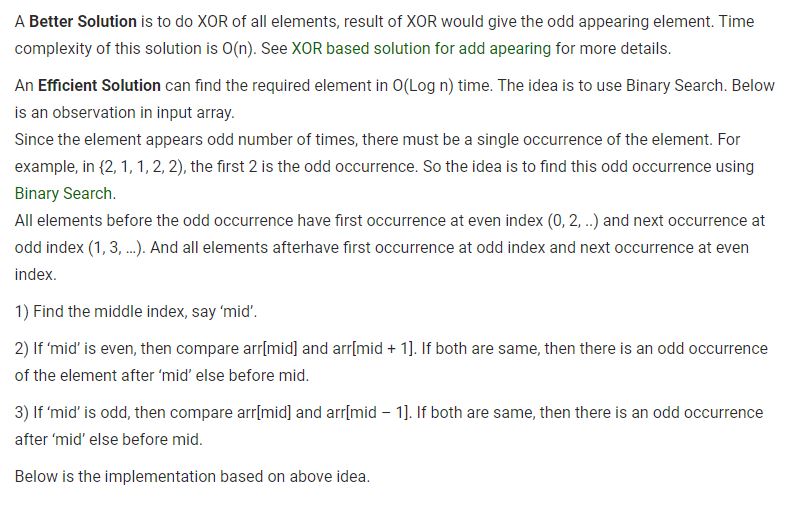 A Better Solution is to do XOR of all elements, result of XOR would give the odd appearing element. Time
complexity of this solution is O(n). See XOR based solution for add apearing for more details.
An Efficient Solution can find the required element in O(Log n) time. The idea is to use Binary Search. Below
is an observation in input array.
Since the element appears odd number of times, there must be a single occurrence of the element. For
example, in {2, 1, 1, 2, 2), the first 2 is the odd occurrence. So the idea is to find this odd occurrence using
Binary Search.
All elements before the odd occurrence have first occurrence at even index (0, 2, ..) and next occurrence at
odd index (1, 3, …). And all elements afterhave first occurrence at odd index and next occurrence at even
index.
1) Find the middle index, say ‘mid’.
2) If ‘mid’ is even, then compare arr[mid] and arr[mid + 1]. If both are same, then there is an odd occurrence
of the element after ‘mid’ else before mid.
3) If ‘mid’ is odd, then compare arr[mid] and arr[mid – 1]. If both are same, then there is an odd occurrence
after ‘mid’ else before mid.
Below is the implementation based on above idea.